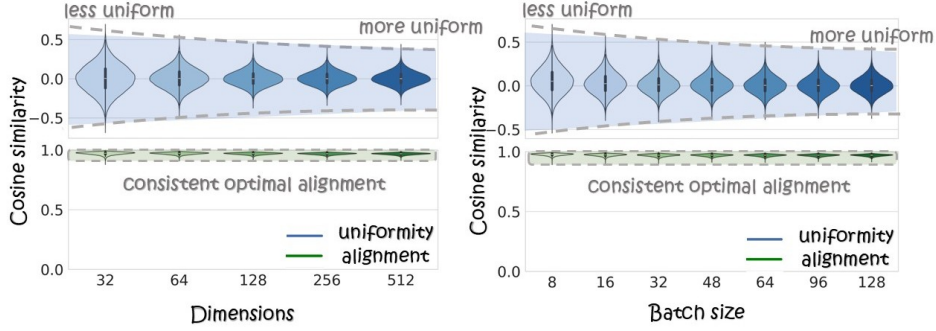 less uniform
more uniform
0.5
0.0
−0.5
Cosine similarity
1.0
0.5
0.0
consistent optimal alignment
uniformity
alignment
32 64 128 256 512
Dimensions
less uniform
more uniform
0.5
0.0
−0.5
Cosine similarity
1.0
0.5
0.0
consistent optimal alignment
uniformity
alignment
8 16 32 48 64 96 128
Batch size